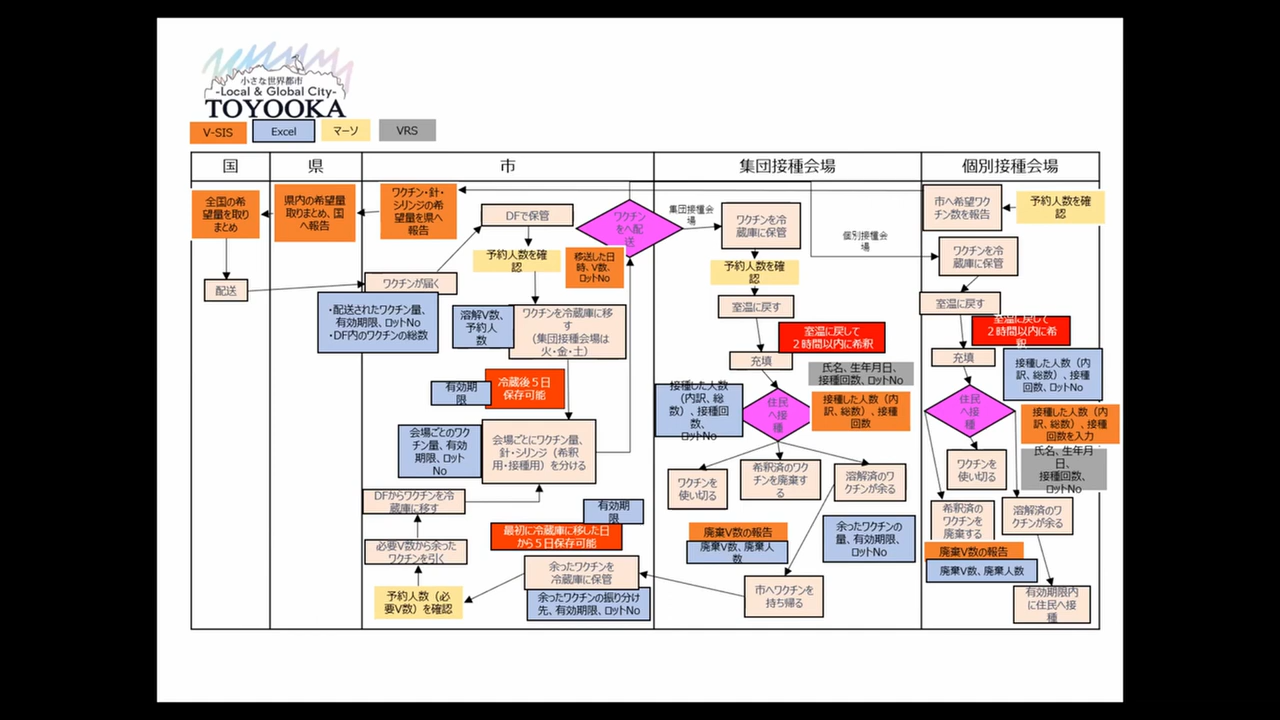 小さな世界都市
-Local & Global City-
TOYOOKA
V-SIS
Excel
マーソ
VRS
国
県
市
集団接種会場
個別接種会場
全国の希
望量を取り
まとめ
県内の希望量
取りまとめ、国
へ報告
ワクチン・針・
シリンジの希
望量を県へ
報告
配送
ワクチンが届く
・配送されたワクチン量、
有効期限、ロットNo
・DF内のワクチンの総数
DFで保管
予約人数を確
認
移送した日
時、V数、
ロットNo
溶解V数、
予約人
数
ワクチンを冷蔵庫に移
す
(集団接種会場は
火・金・土)
有効期
限
冷蔵後5日
保存可能
会場ごとのワク
チン量、有効
期限、ロット
No
会場ごとにワクチン量、
針・シリンジ(希釈
用・接種用)を分ける
DFからワクチンを冷
蔵庫に移す
有効期
限
最初に冷蔵庫に移した日
から5日保存可能
必要V数から余った
ワクチンを引く
予約人数(必
要V数)を確認
余ったワクチンを
冷蔵庫に保管
余ったワクチンの振り分け
先、有効期限、ロットNo
ワクチン
をへ配
送
集団接種会
場
ワクチンを冷
蔵庫に保管
予約人数を確
認
室温に戻す
室温に戻して
2時間以内に希釈
充填
氏名、生年月日、
接種回数、ロットNo
接種した人数
(内訳、総
数)、接種回
数、
ロットNo
住民
へ接
種
接種した人数(内
訳、総数)、接種
回数
ワクチンを
使い切る
希釈済のワク
チンを廃棄す
る
溶解済のワ
クチンが余る
廃棄V数の報告
廃棄V数、廃棄人
数
余ったワクチンの
量、有効期限、
ロットNo
市へワクチンを
持ち帰る
個別接種会
場
市へ希望ワク
チン数を報告
予約人数を確
認
ワクチンを冷
蔵庫に保管
室温に戻す
室温に戻して
2時間以内に希
釈
充填
接種した人数(内
訳、総数)、接種
回数、ロットNo
住民
へ接
種
接種した人数(内
訳、総数)、接種
回数を入力
氏名、生年月
日、
接種回数、
ロットNo
ワクチンを
使い切る
希釈済
のワクチンを
廃棄する
溶解済のワ
クチンが余る
廃棄V数の報告
廃棄V数、廃棄人数
有効期限内
に住民へ接
種